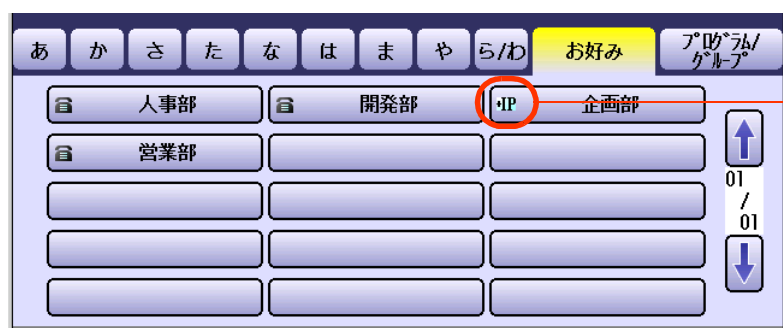 あ か さ た な は ま や ら/わ お好み プログラム/
グループ
人事部 開発部 IP 企画部
営業部
01
/
01